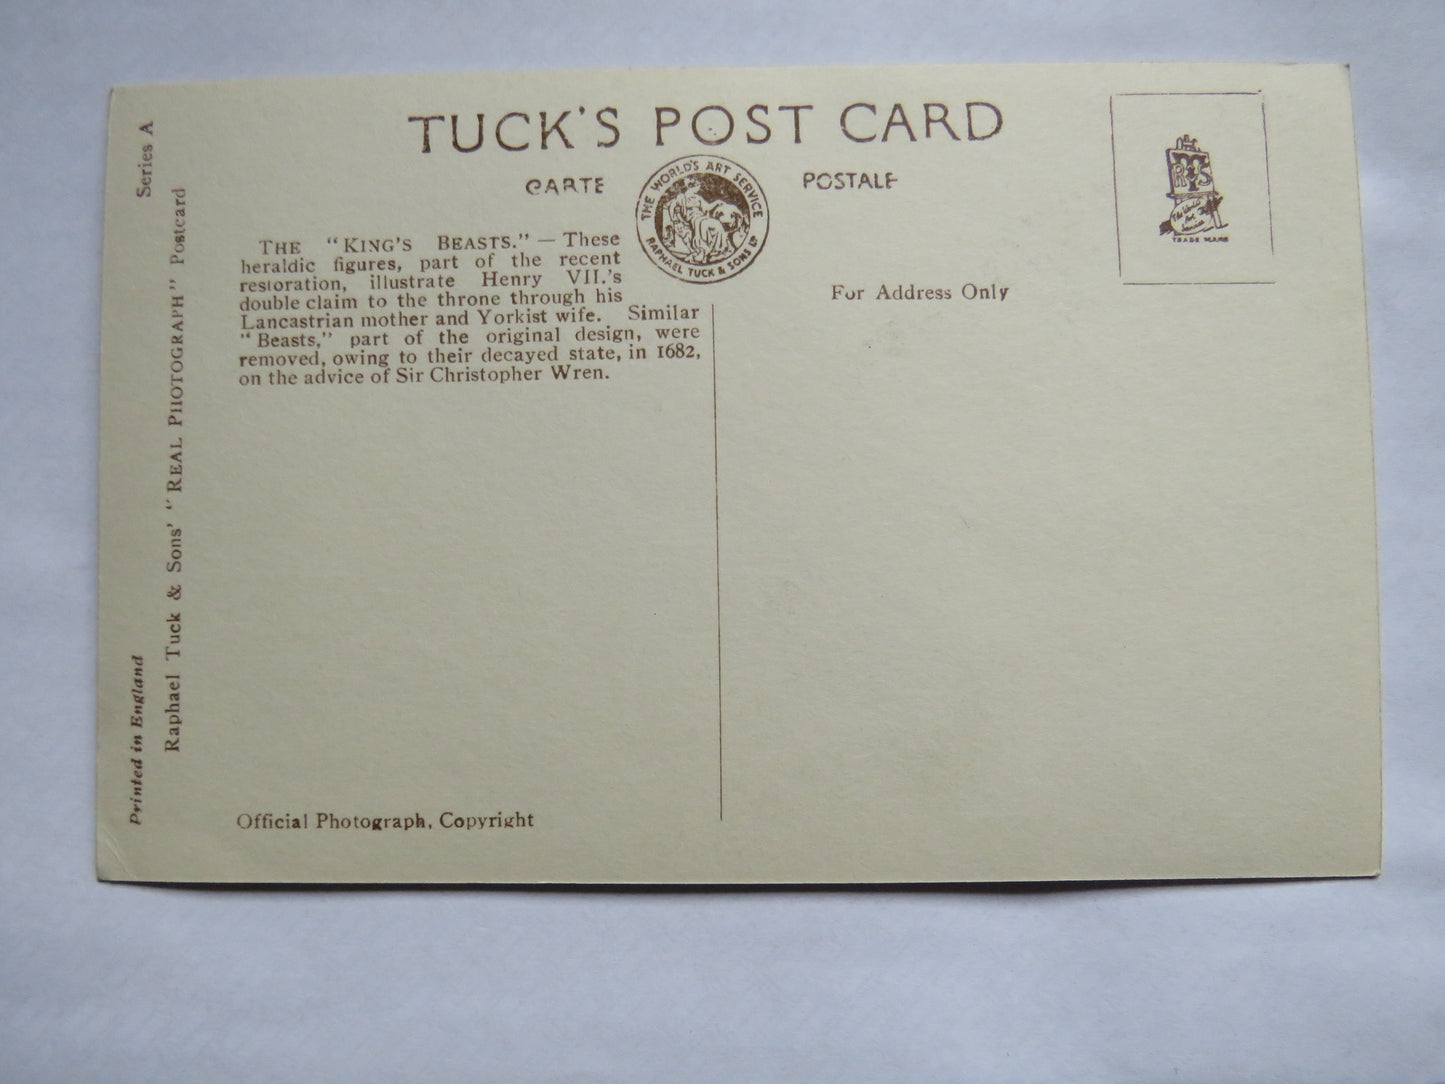 TUCK'S POST CARD
CARTE POSTALE
THE WORLD'S ART SERVICE
RAPHAEL TUCK & SONS LD
THE "KING'S BEASTS." — These
heraldic figures, part of the recent
restoration, illustrate Henry VII.'s
double claim to the throne through his
Lancastrian mother and Yorkist wife. Similar
"Beasts," part of the original design, were
removed, owing to their decayed state, in 1682,
on the advice of Sir Christopher Wren.
For Address Only
R T S
The World's
Art
Service
TRADE MARK
Series A
Raphael Tuck & Sons' "REAL PHOTOGRAPH" Postcard
Printed in England
Official Photograph, Copyright